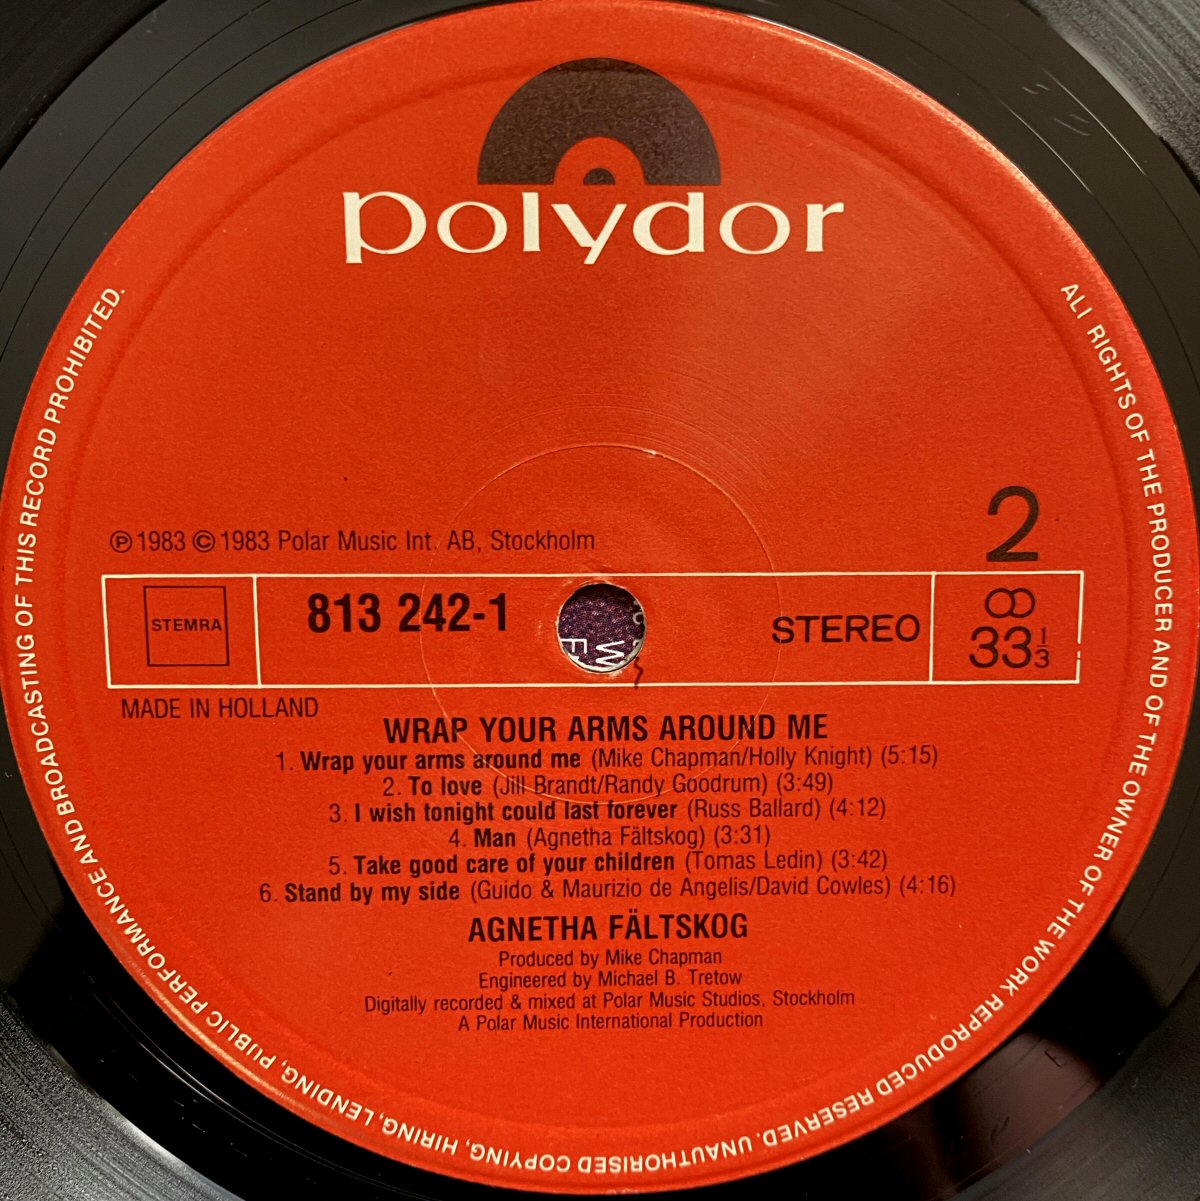 polydor
ALL RIGHTS OF THE PRODUCER AND OF THE OWNER OF THE WORK REPRODUCED RESERVED. UNAUTHORISED COPYING, HIRING, LENDING, PUBLIC PERFORMANCE AND BROADCASTING OF THIS RECORD PROHIBITED.
2
℗ 1983 © 1983 Polar Music Int. AB, Stockholm
STEMRA
813 242-1
STEREO
33 1/3
MADE IN HOLLAND
WRAP YOUR ARMS AROUND ME
1. Wrap your arms around me (Mike Chapman/Holly Knight) (5:15)
2. To love (Jill Brandt/Randy Goodrum) (3:49)
3. I wish tonight could last forever (Russ Ballard) (4:12)
4. Man (Agnetha Fältskog) (3:31)
5. Take good care of your children (Tomas Ledin) (3:42)
6. Stand by my side (Guido & Maurizio de Angelis/David Cowles) (4:16)
AGNETHA FÄLTSKOG
Produced by Mike Chapman
Engineered by Michael B. Tretow
Digitally recorded & mixed at Polar Music Studios, Stockholm
A Polar Music International Production